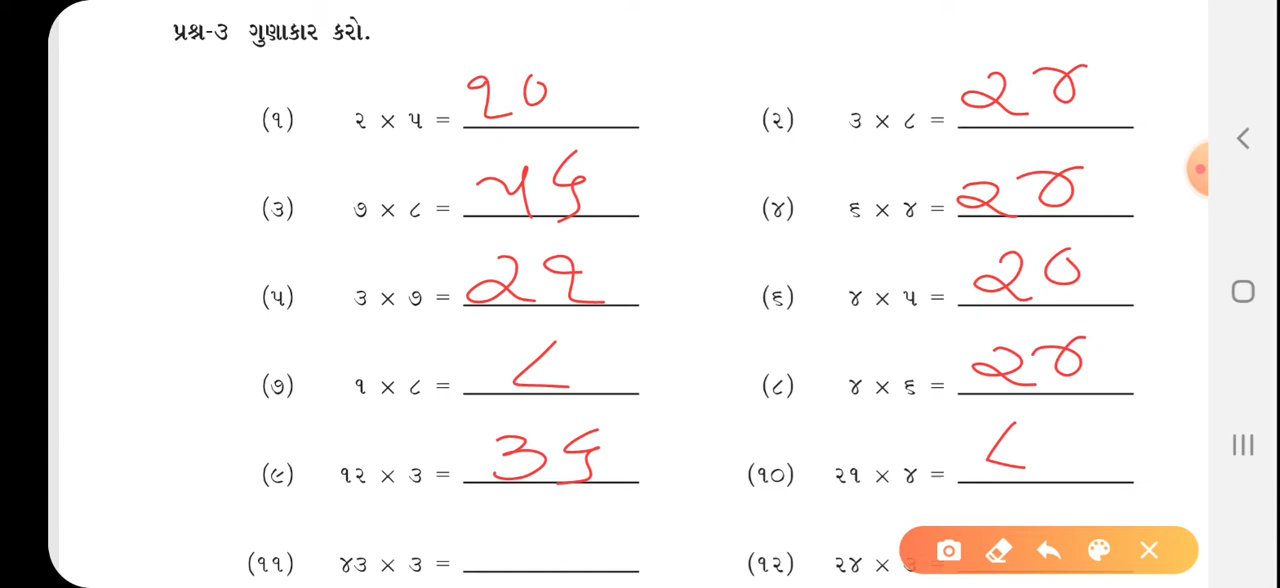 પ્રશ્ન-૩ ગુણાકાર કરો.
(૧) ૨ × ૫ = ૧૦ (૨) ૩ × ૮ = ૨૪
(૩) ૭ × ૮ = ૫૬ (૪) ૬ × ૪ = ૨૪
(૫) ૩ × ૭ = ૨૧ (૬) ૪ × ૫ = ૨૦
(૭) ૧ × ૮ = ૮ (૮) ૪ × ૬ = ૨૪
(૯) ૧૨ × ૩ = ૩૬ (૧૦) ૨૧ × ૪ = ૮
(૧૧) ૪૩ × ૩ = (૧૨) ૨૪ × ૩ =